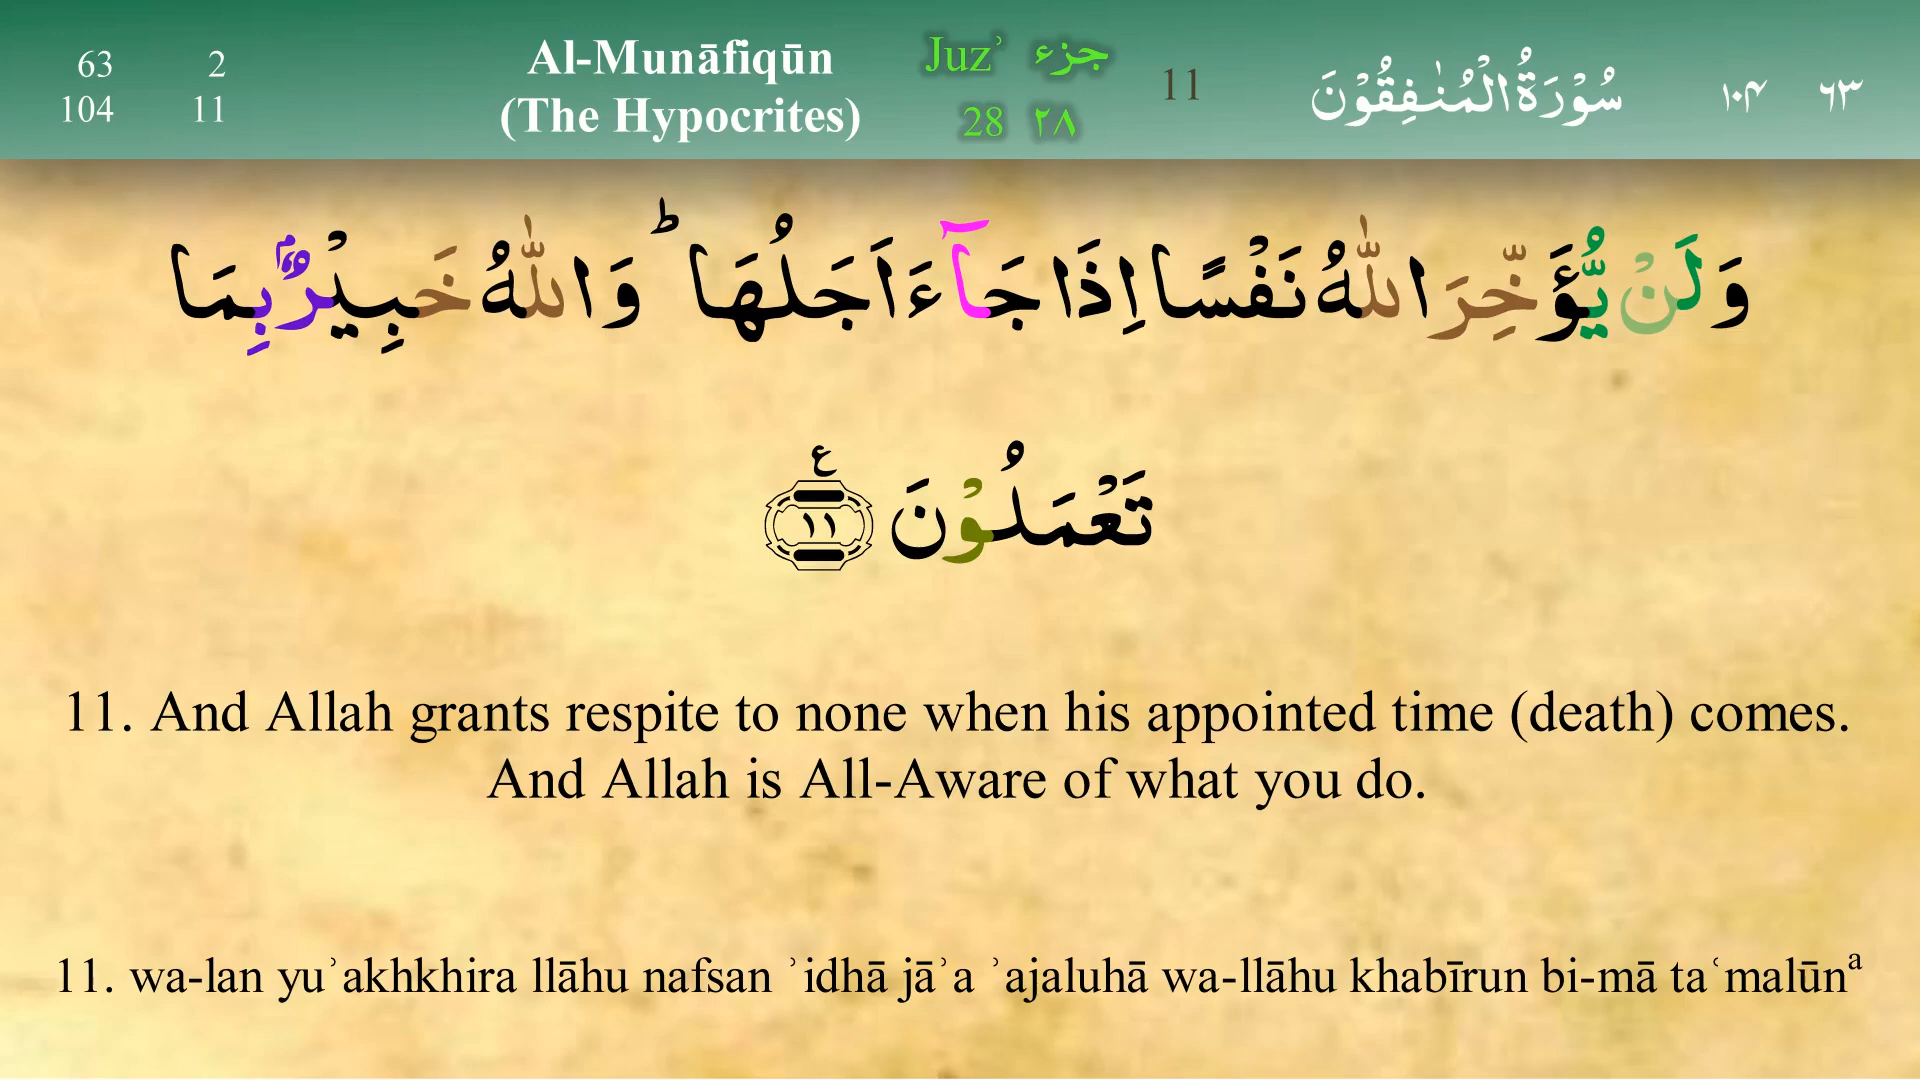 63 2
104 11
Al-Munāfiqūn
(The Hypocrites)
Juzʾ جزء
28 ٢٨
11
سُوْرَةُ الْمُنٰفِقُوْنَ
١٠۴ ٦٣
وَلَنْ يُّؤَخِّرَ اللّٰهُ نَفْسًا اِذَا جَآءَ اَجَلُهَا ؕ وَاللّٰهُ خَبِيْرٌۢ بِمَا
تَعْمَلُوْنَ ١١ ع
11. And Allah grants respite to none when his appointed time (death) comes.
And Allah is All-Aware of what you do.
11. wa-lan yuʾakhkhira llāhu nafsan ʾidhā jāʾa ʾajaluhā wa-llāhu khabīrun bi-mā taʿmalūnᵃ